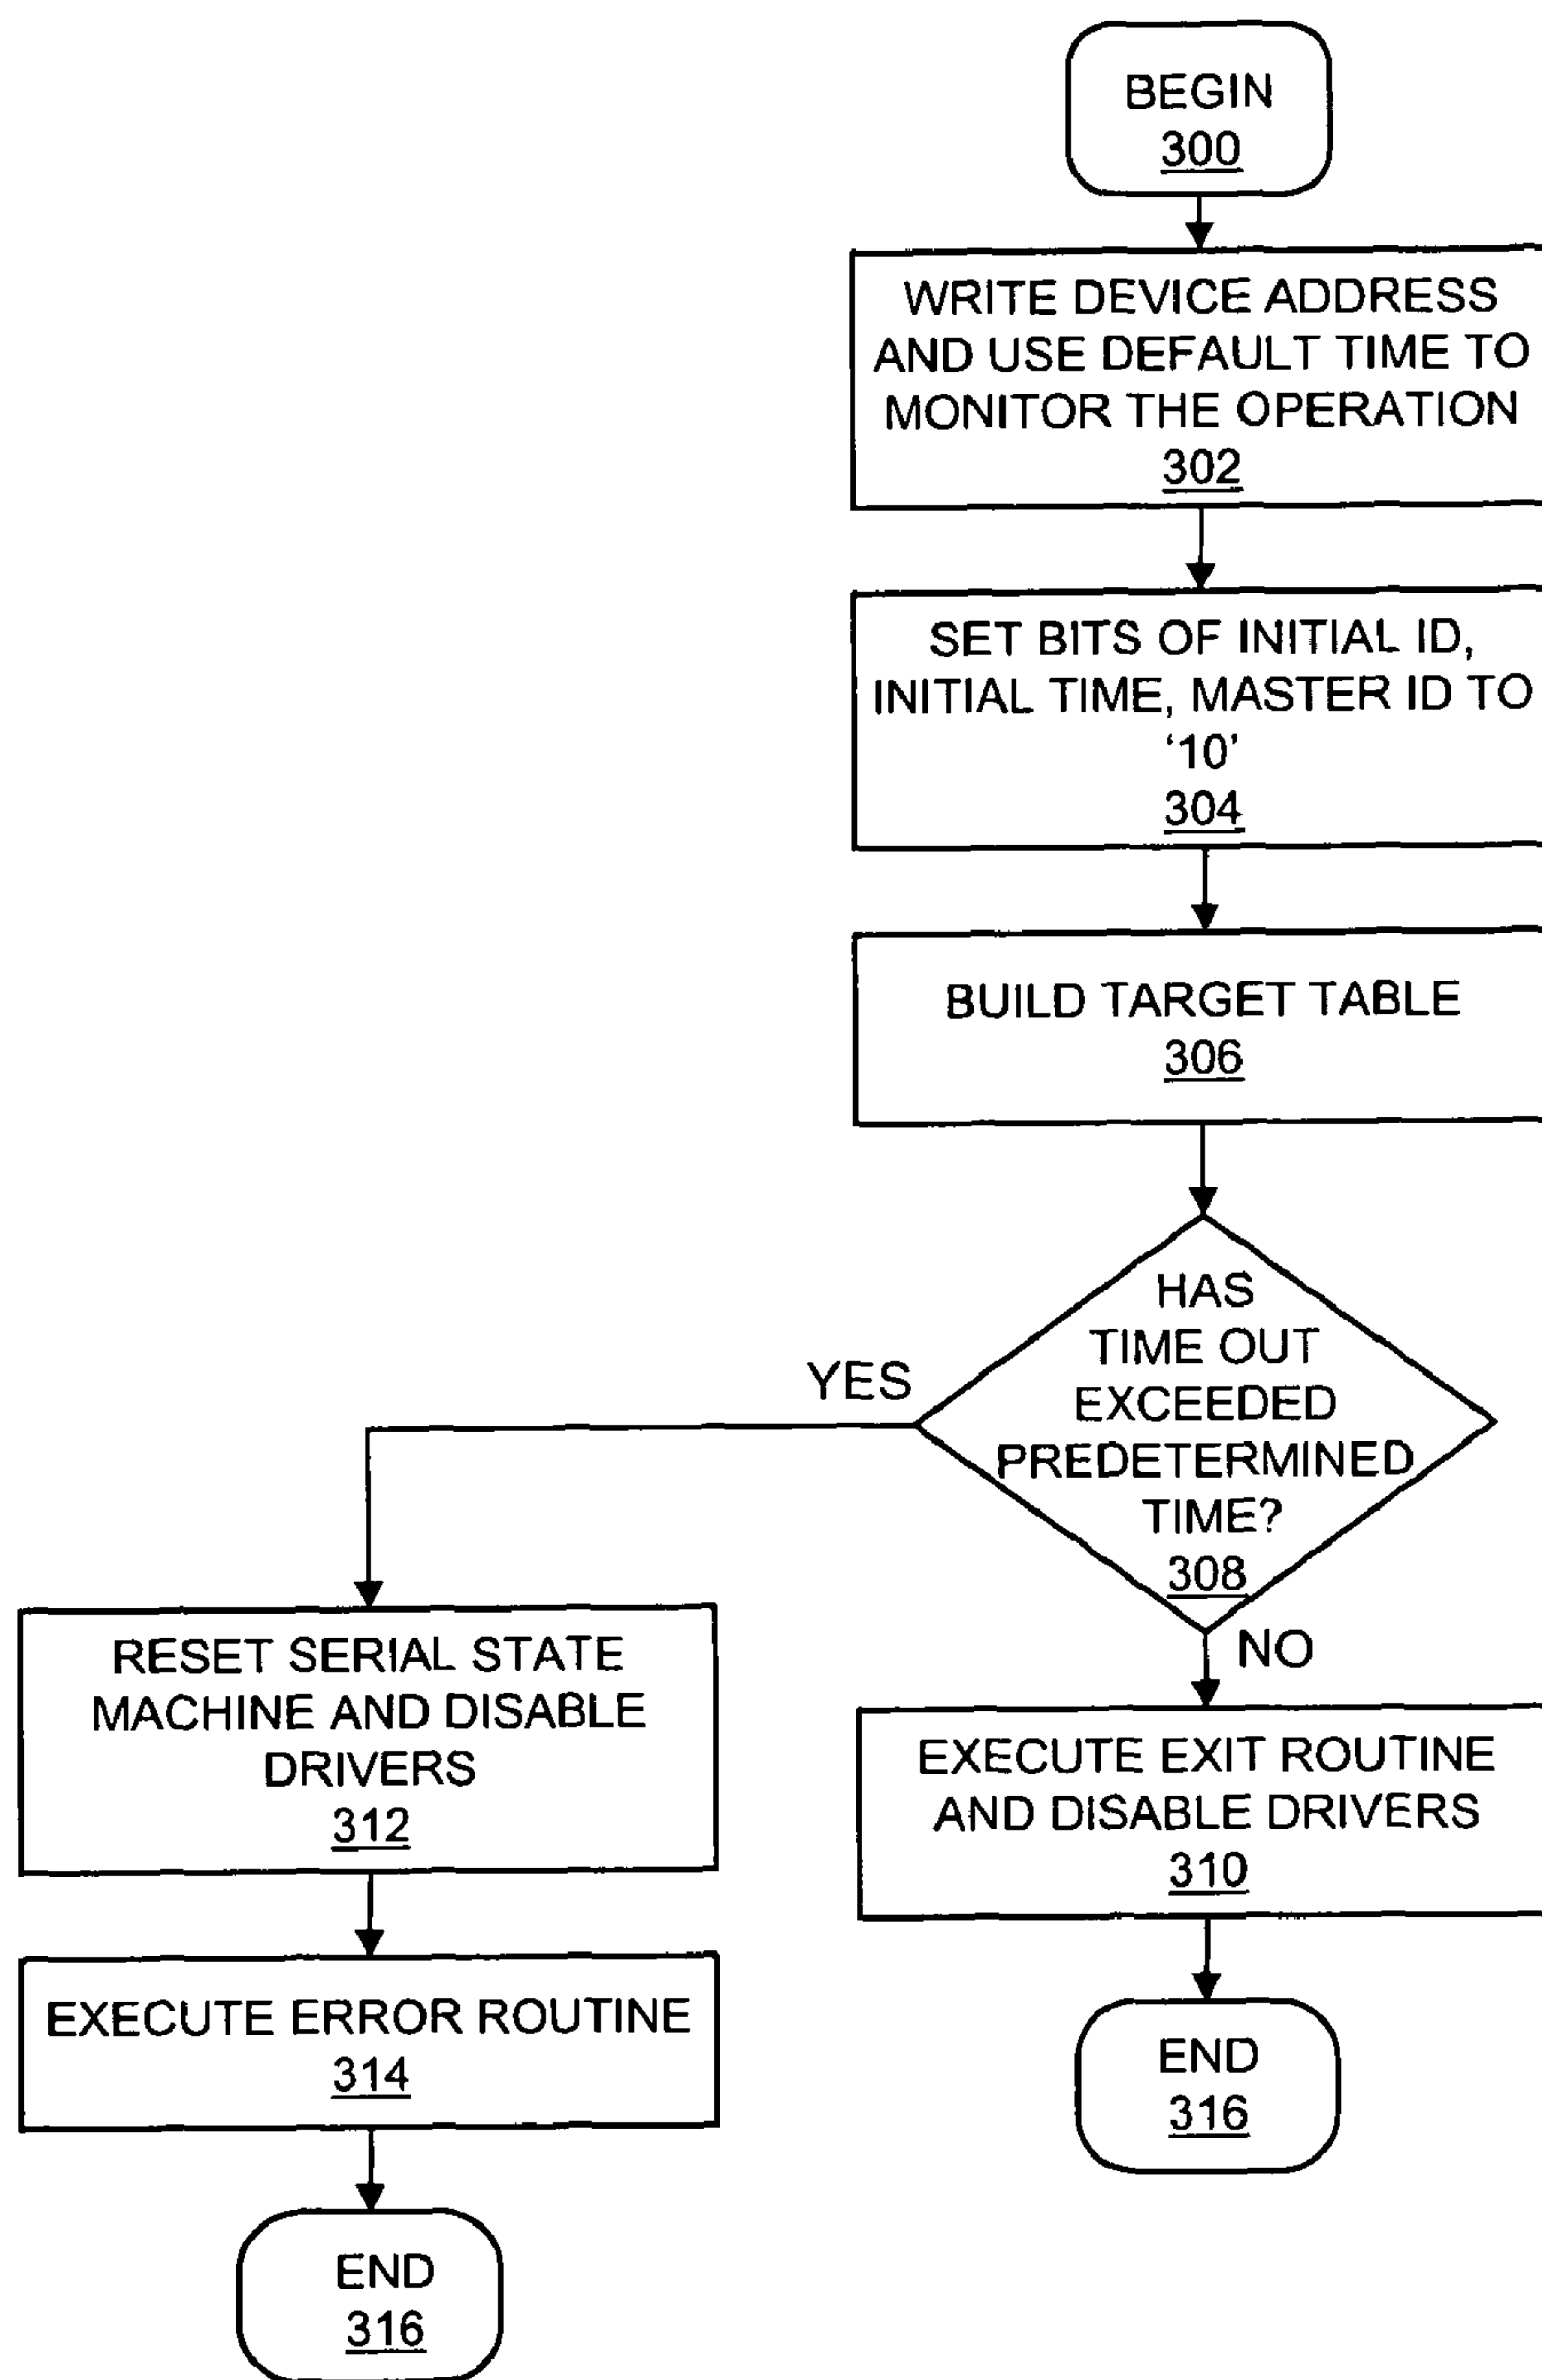 BEGIN
300
WRITE DEVICE ADDRESS
AND USE DEFAULT TIME TO
MONITOR THE OPERATION
302
SET BITS OF INITIAL ID,
INITIAL TIME, MASTER ID TO
‘10’
304
BUILD TARGET TABLE
306
HAS
TIME OUT
EXCEEDED
PREDETERMINED
TIME?
308
YES
NO
RESET SERIAL STATE
MACHINE AND DISABLE
DRIVERS
312
EXECUTE EXIT ROUTINE
AND DISABLE DRIVERS
310
EXECUTE ERROR ROUTINE
314
END
316
END
316